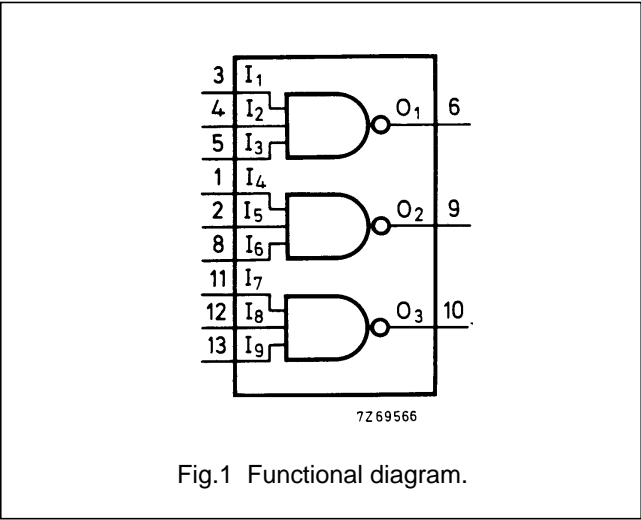 3 I1
4 I2 O1 6
5 I3
1 I4
2 I5 O2 9
8 I6
11 I7
12 I8 O3 10
13 I9
7Z69566
Fig.1 Functional diagram.